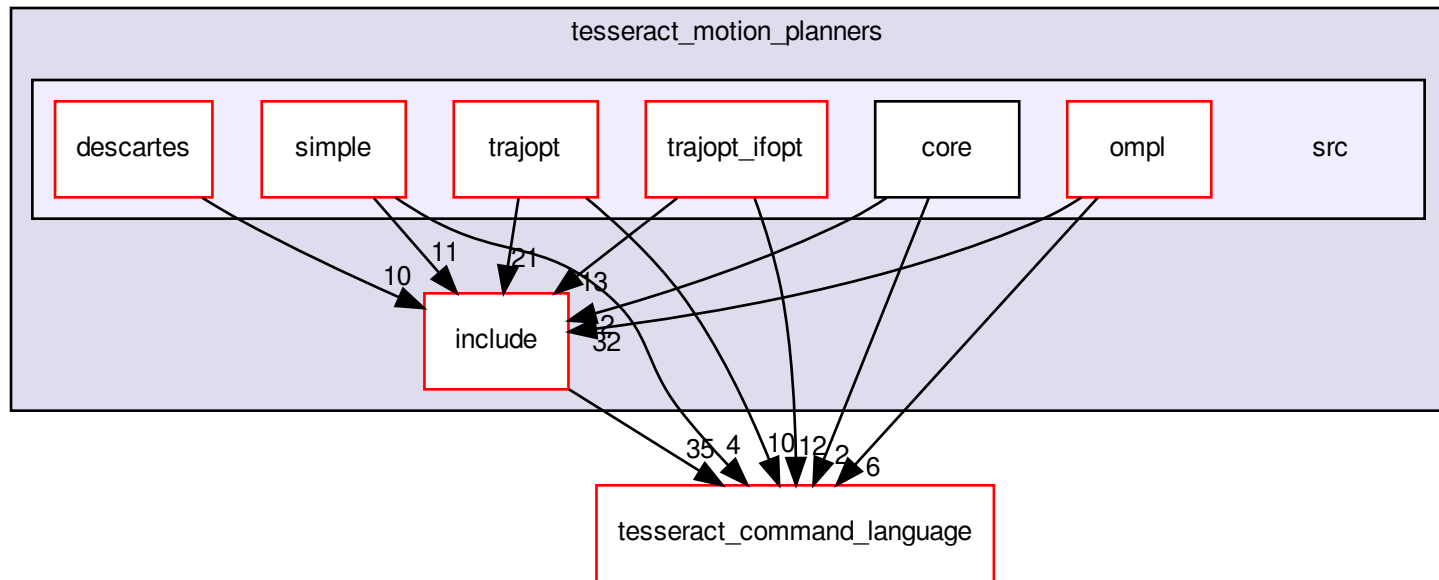 tesseract_motion_planners
descartes
simple
trajopt
trajopt_ifopt
core
ompl
src
10
11
21
13
2
32
include
35
4
10
12
2
6
tesseract_command_language